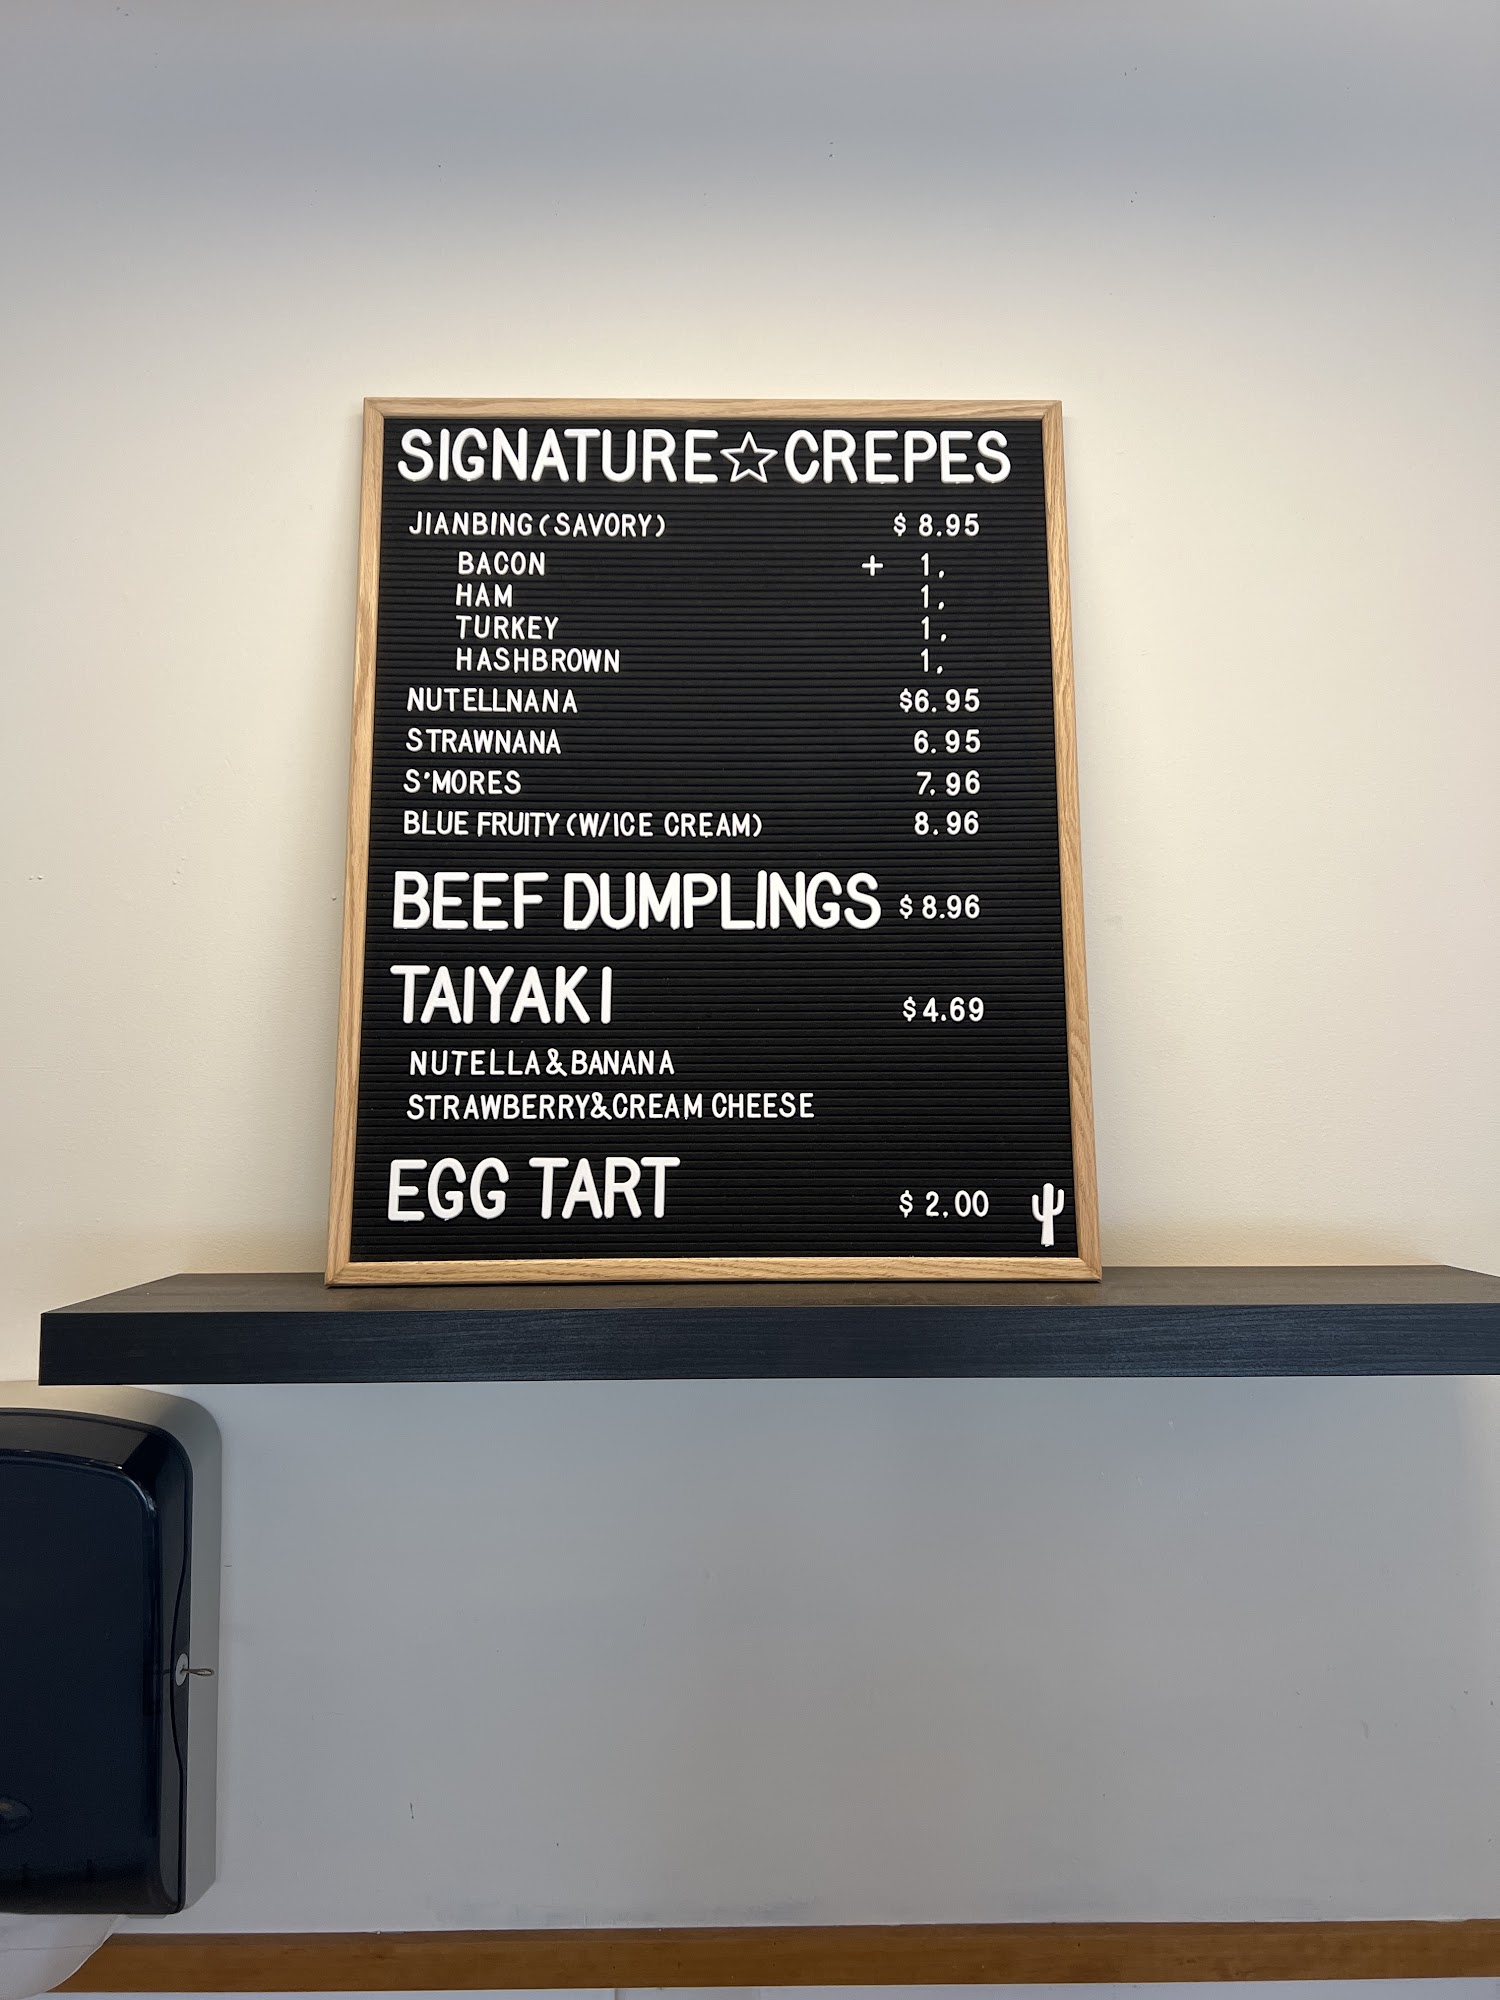 SIGNATURE☆CREPES
JIANBING(SAVORY) $ 8.95
BACON + 1.
HAM 1.
TURKEY 1.
HASHBROWN 1.
NUTELLNANA $6.95
STRAWNANA 6.95
S'MORES 7.96
BLUE FRUITY(W/ICE CREAM) 8.96
BEEF DUMPLINGS $8.96
TAIYAKI $4.69
NUTELLA&BANANA
STRAWBERRY&CREAM CHEESE
EGG TART $ 2.00